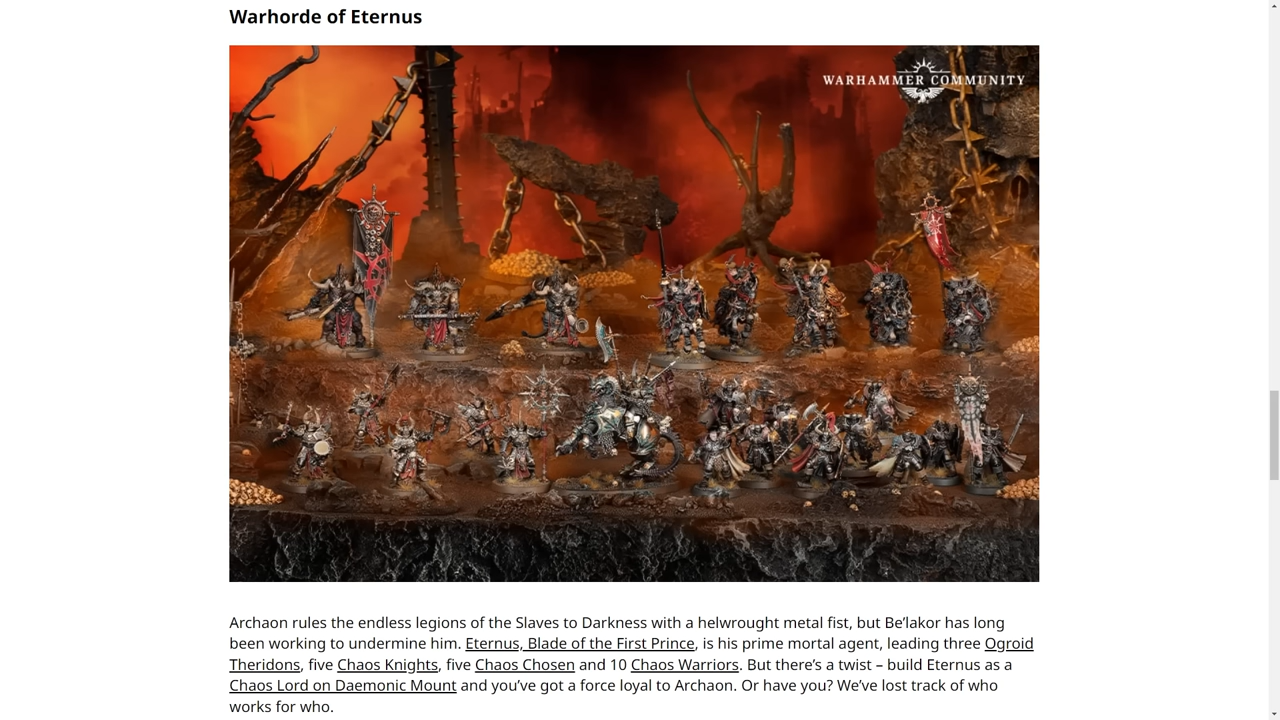 Warhorde of Eternus
WARHAMMER COMMUNITY
Archaon rules the endless legions of the Slaves to Darkness with a helwrought metal fist, but Be’lakor has long
been working to undermine him. Eternus, Blade of the First Prince, is his prime mortal agent, leading three Ogroid
Theridons, five Chaos Knights, five Chaos Chosen and 10 Chaos Warriors. But there’s a twist – build Eternus as a
Chaos Lord on Daemonic Mount and you’ve got a force loyal to Archaon. Or have you? We’ve lost track of who
works for who.